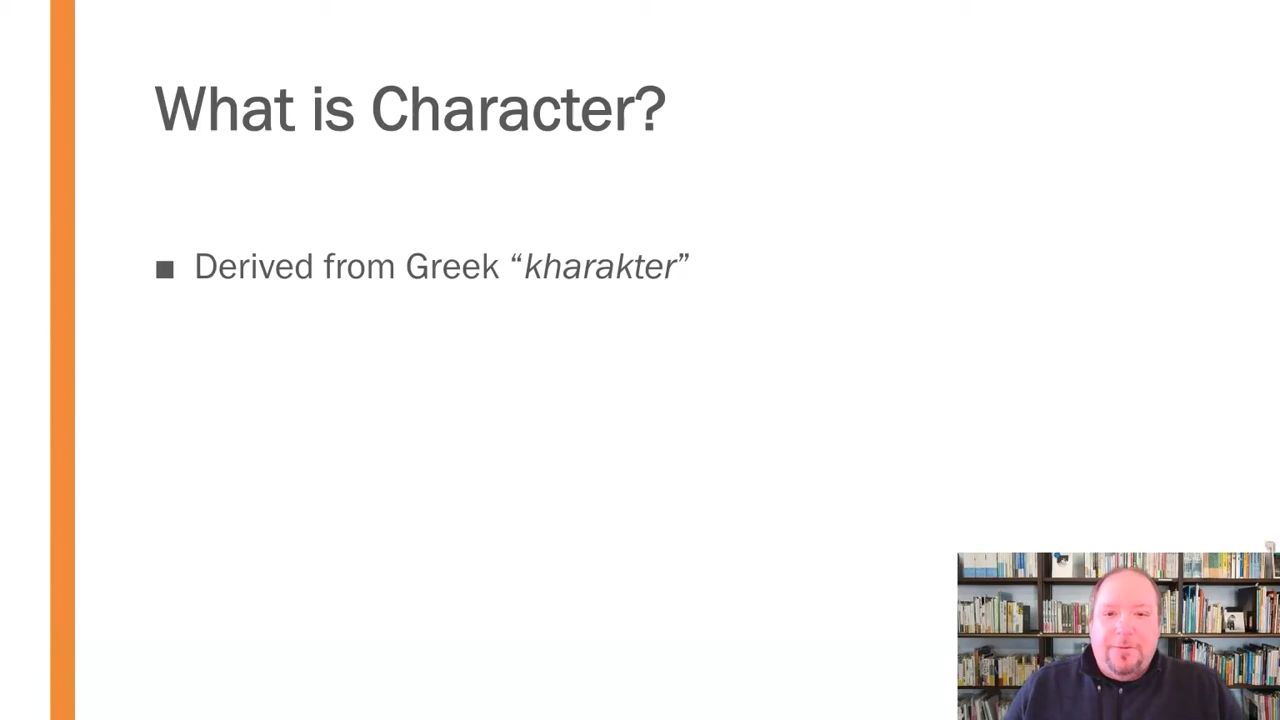 What is Character?
■ Derived from Greek “kharakter”